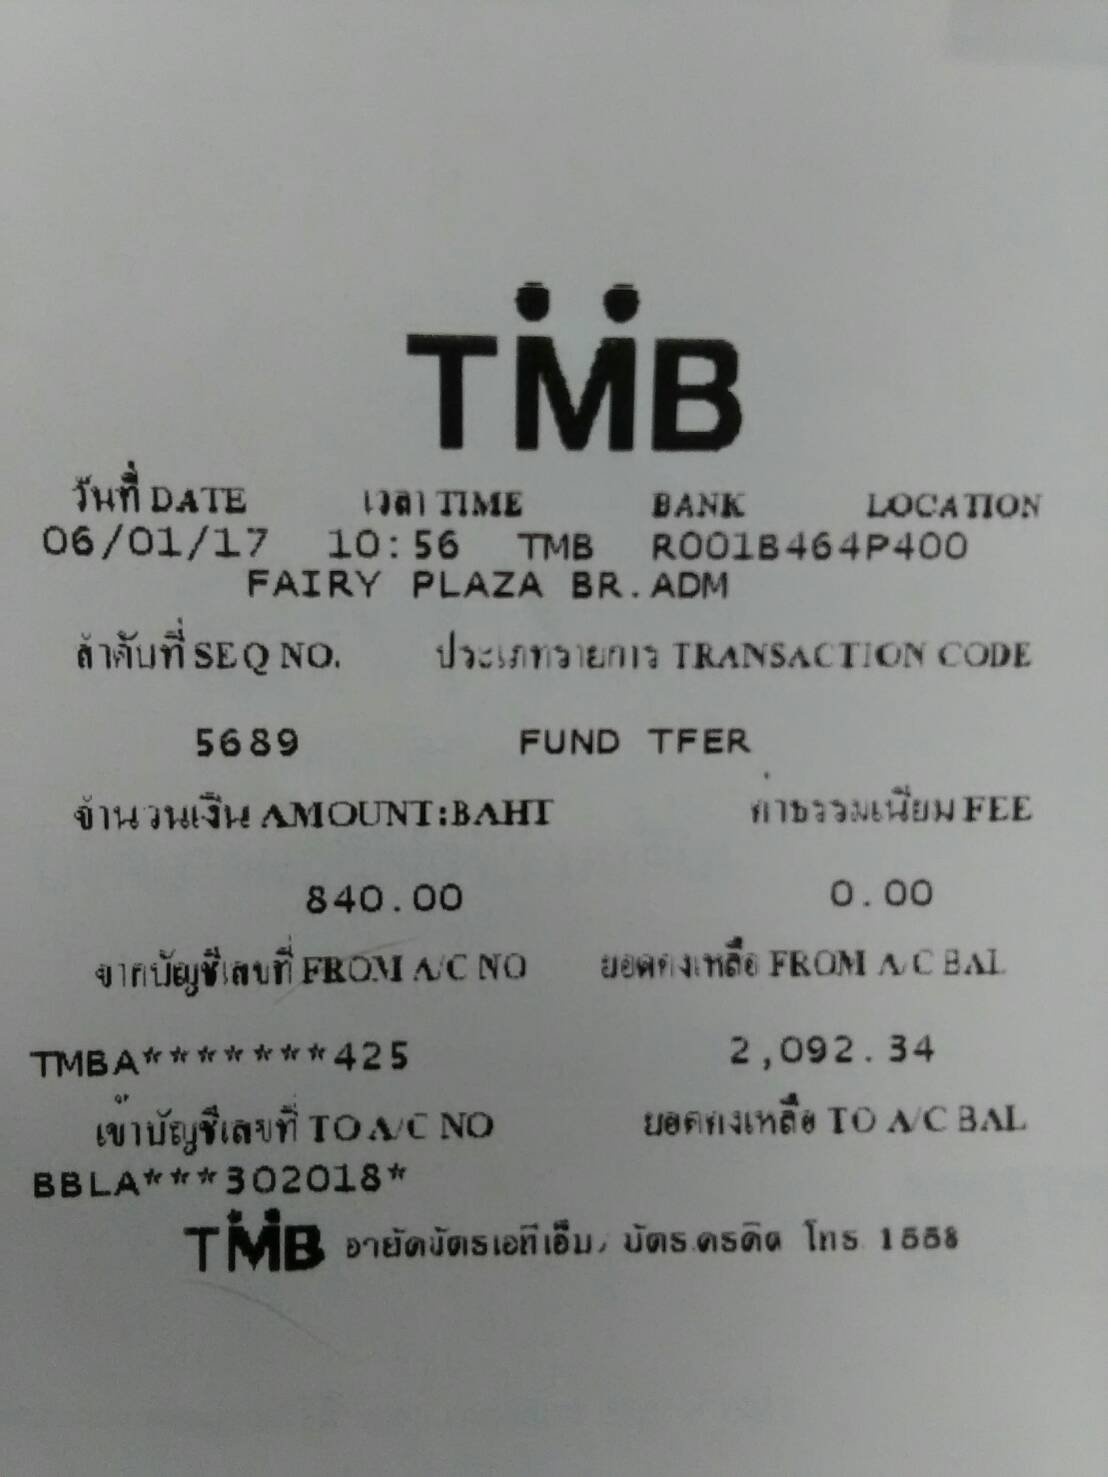 TMB
วันที่ DATE เวลา TIME BANK LOCATION
06/01/17 10:56 TMB R001B464P400
FAIRY PLAZA BR.ADM
ลำดับที่ SEQ NO. ประเภทรายการ TRANSACTION CODE
5689 FUND TFER
จำนวนเงิน AMOUNT:BAHT ค่าธรรมเนียม FEE
840.00 0.00
จากบัญชีเลขที่ FROM A/C NO ยอดคงเหลือ FROM A/C BAL
TMBA*******425 2,092.34
เข้าบัญชีเลขที่ TO A/C NO ยอดคงเหลือ TO A/C BAL
BBLA***302018*
TMB อายัดบัตรเอทีเอ็ม/ บัตรเครดิต โทร 1558